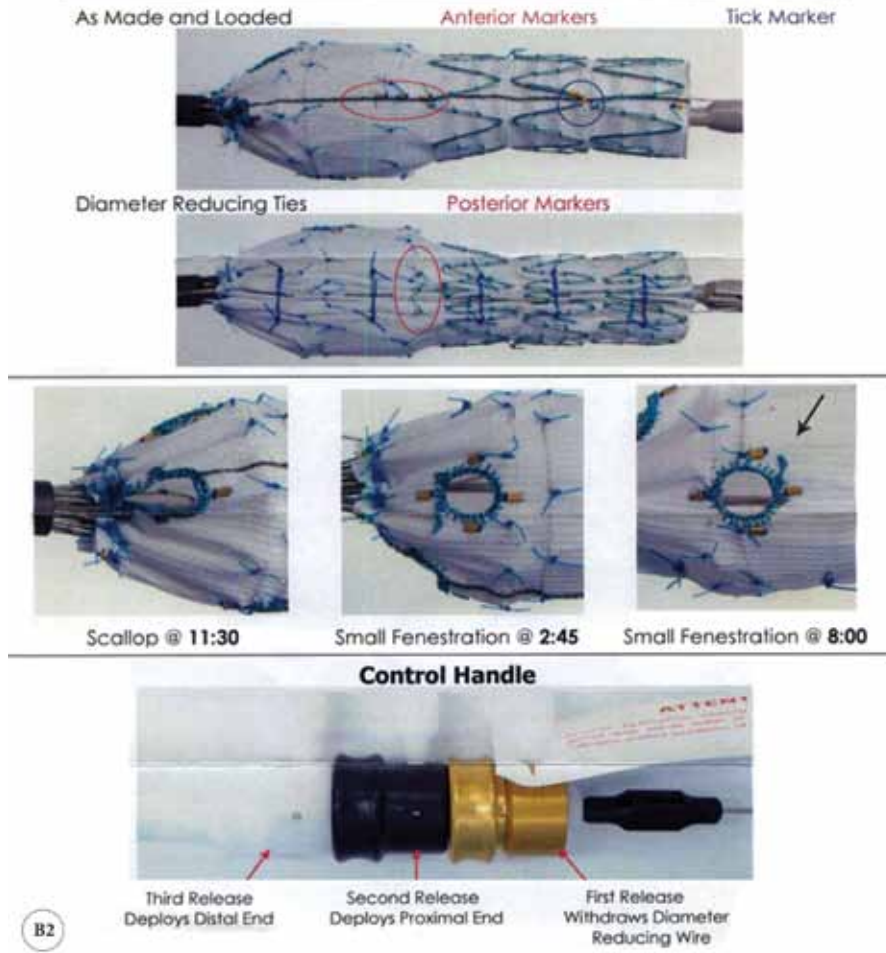 As Made and Loaded
Anterior Markers
Tick Marker
Diameter Reducing Ties
Posterior Markers
Scallop @ 11:30
Small Fenestration @ 2:45
Small Fenestration @ 8:00
Control Handle
Third Release
Deploys Distal End
Second Release
Deploys Proximal End
First Release
Withdraws Diameter
Reducing Wire
B2